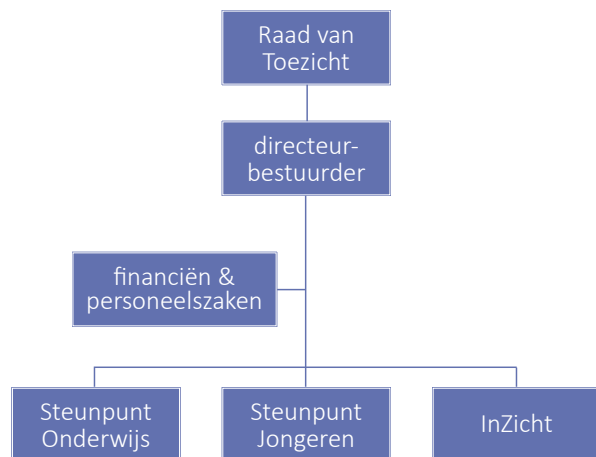 Raad van
Toezicht
directeur-
bestuurder
financiën &
personeelszaken
Steunpunt
Onderwijs
Steunpunt
Jongeren
InZicht